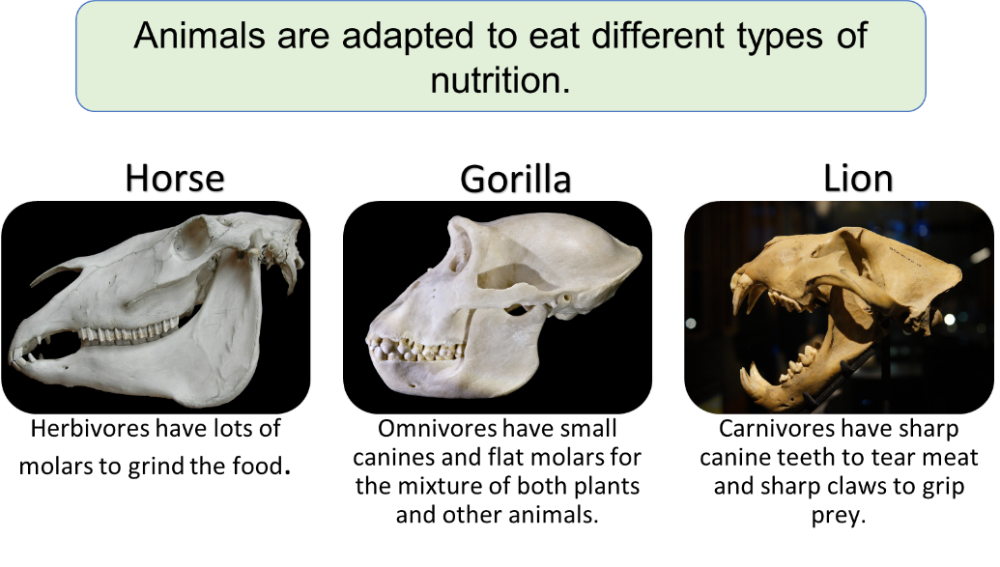 Animals are adapted to eat different types of
nutrition.
Horse
Gorilla
Lion
Herbivores have lots of
molars to grind the food.
Omnivores have small
canines and flat molars for
the mixture of both plants
and other animals.
Carnivores have sharp
canine teeth to tear meat
and sharp claws to grip
prey.